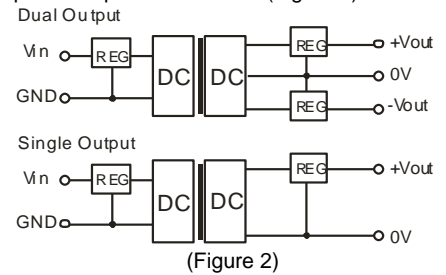 Dual Output
Vin REG DC DC REG +Vout
0V
GND REG -Vout
Single Output
Vin REG DC DC REG +Vout
GND 0V
(Figure 2)